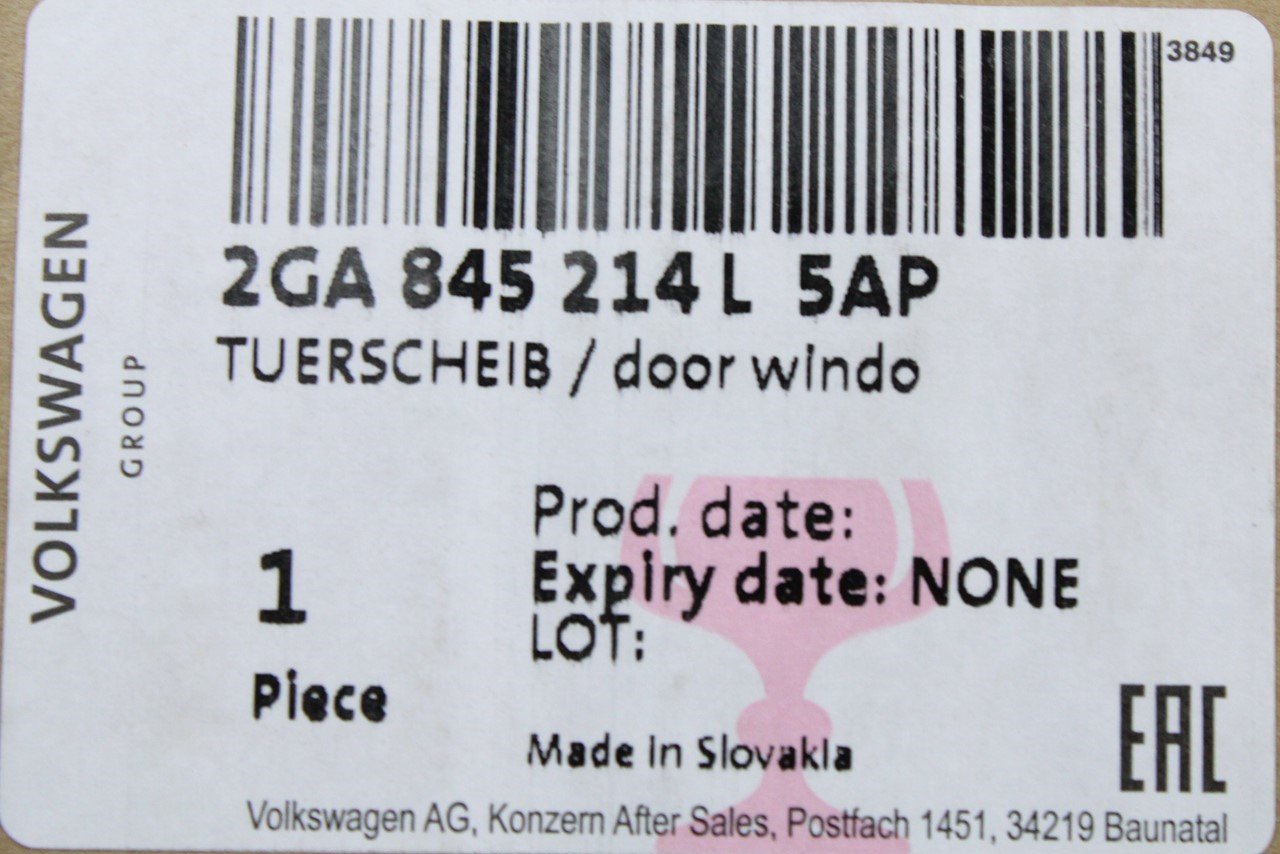 3849
2GA 845 214 L 5AP
TUERSCHEIB / door windo
VOLKSWAGEN
GROUP
Prod. date:
Expiry date: NONE
LOT:
1
Piece
Made in Slovakia
EAC
Volkswagen AG, Konzern After Sales, Postfach 1451, 34219 Baunatal